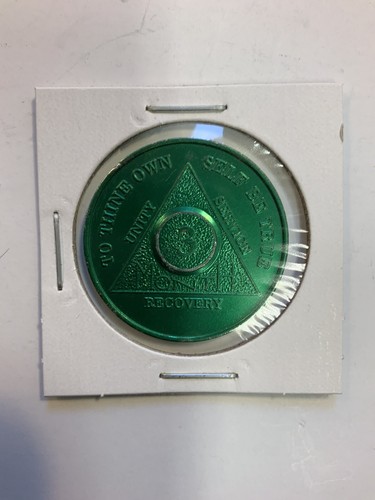 TO THINE OWN SELF BE TRUE
UNITY
SERVICE
RECOVERY